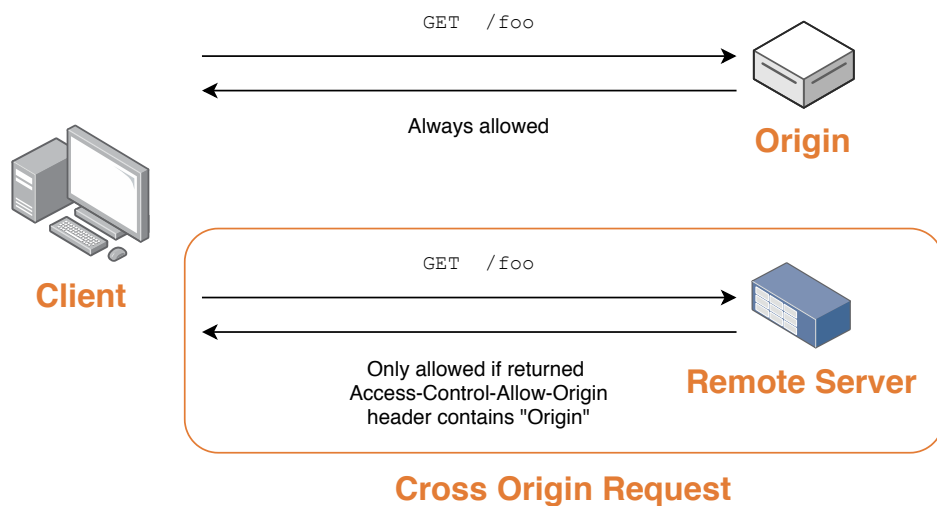 GET /foo
Always allowed
Origin
Client
GET /foo
Only allowed if returned
Access-Control-Allow-Origin
header contains "Origin"
Remote Server
Cross Origin Request